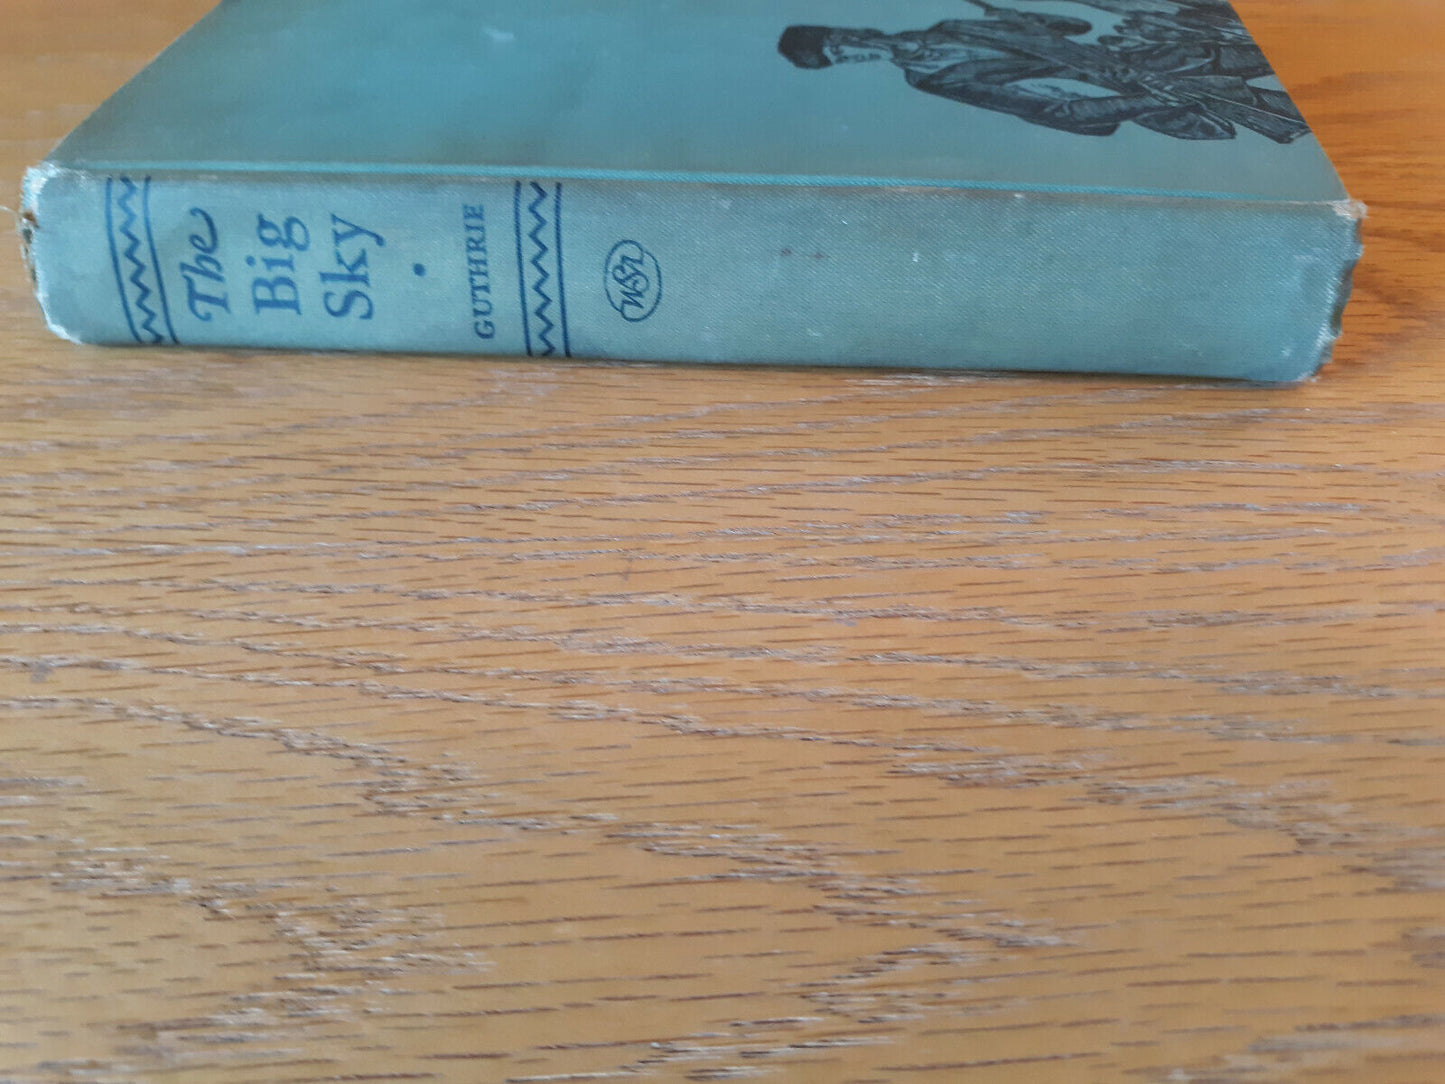 The
Big
Sky
•
GUTHRIE
WSA